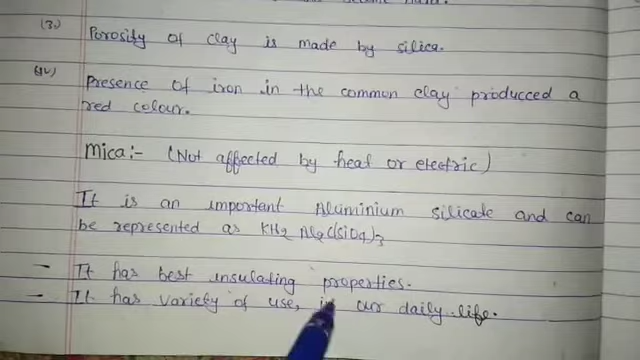 (3)
Porosity of clay is made by silica.
(iv)
Presence of iron in the common clay producced a
red colour.
Mica:- (Not affected by heat or electric)
It is an important Aluminium silicate and can
be represented as KH2 Al2(SiO4)3
- It has best insulating properties.
- It has variety of use, in our daily life.